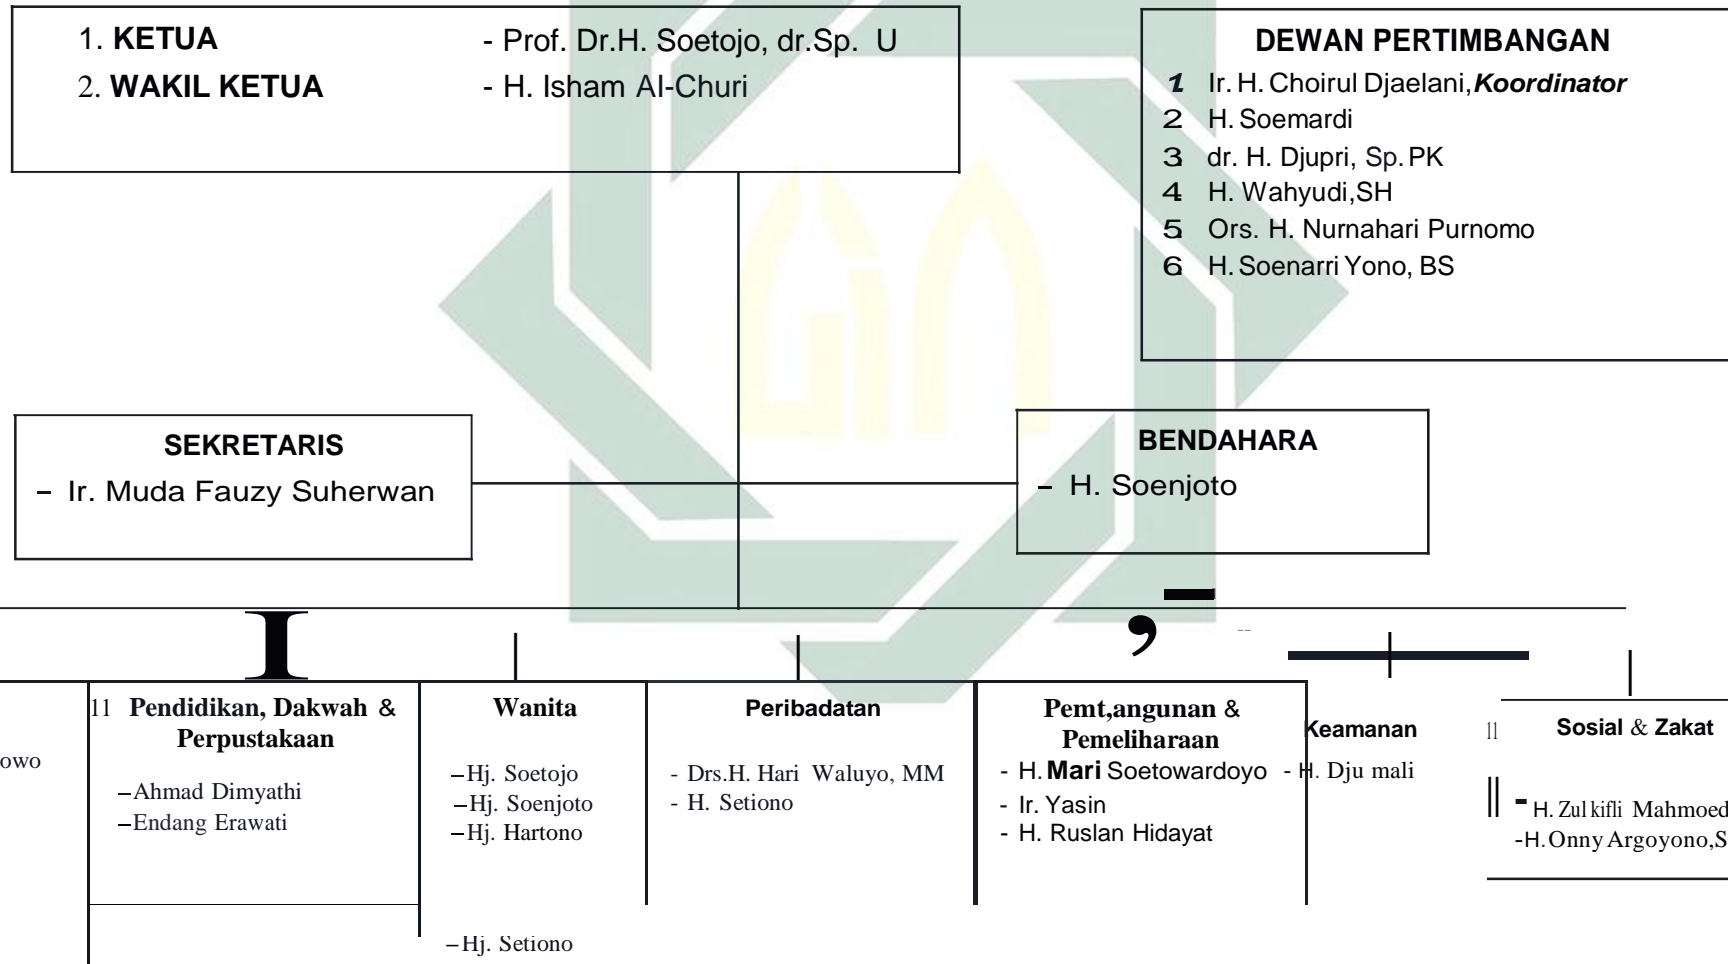 1. KETUA - Prof. Dr.H. Soetojo, dr.Sp. U
2. WAKIL KETUA - H. Isham Al-Churi
DEWAN PERTIMBANGAN
1. Ir. H. Choirul Djaelani, Koordinator
2 H. Soemardi
3. dr. H. Djupri, Sp. PK
4. H. Wahyudi,SH
5. Ors. H. Nurnahari Purnomo
6. H. Soenarri Yono, BS
SEKRETARIS
– Ir. Muda Fauzy Suherwan
BENDAHARA
– H. Soenjoto
I
,
owo
11 Pendidikan, Dakwah &
Perpustakaan
–Ahmad Dimyathi
–Endang Erawati
Wanita
–Hj. Soetojo
–Hj. Soenjoto
–Hj. Hartono
–Hj. Setiono
Peribadatan
- Drs.H. Hari Waluyo, MM
- H. Setiono
Pemt,angunan &
Pemeliharaan
- H. Mari Soetowardoyo
- Ir. Yasin
- H. Ruslan Hidayat
Keamanan
- H. Dju mali
11 Sosial & Zakat
- H. Zul kifli Mahmoed
-H. Onny Argoyono,S